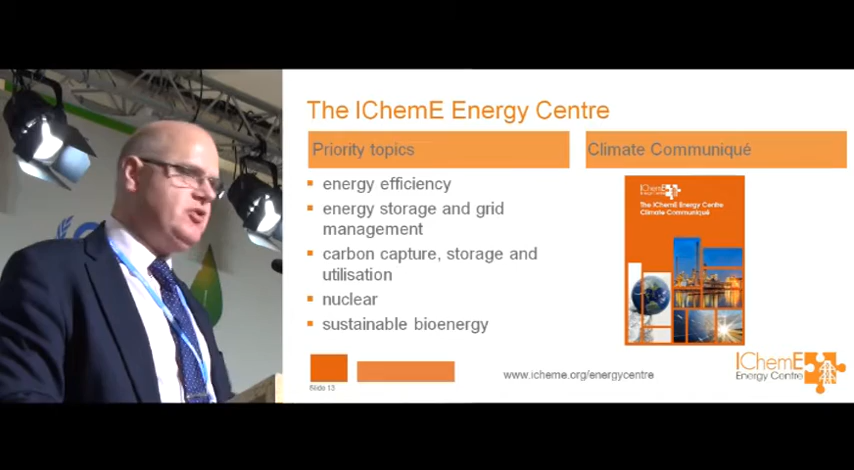 The IChemE Energy Centre
Priority topics
energy efficiency
energy storage and grid
management
carbon capture, storage and
utilisation
nuclear
sustainable bioenergy
Climate Communiqué
IChemE
The IChemE Energy Centre
Climate Communiqué
Slide 13
www.icheme.org/energycentre
IChemE
Energy Centre